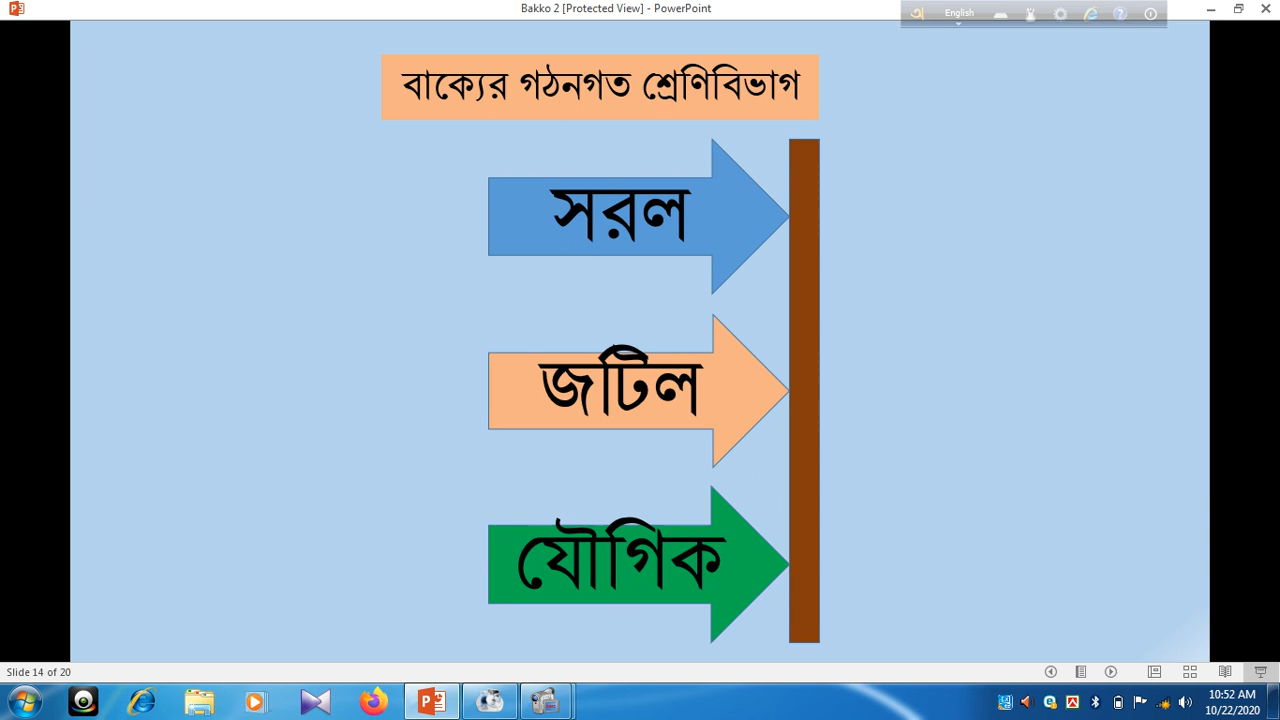 Bakko 2 [Protected View] - PowerPoint
অ English
বাক্যের গঠনগত শ্রেণিবিভাগ
সরল
জটিল
যৌগিক
Slide 14 of 20
10:52 AM
10/22/2020